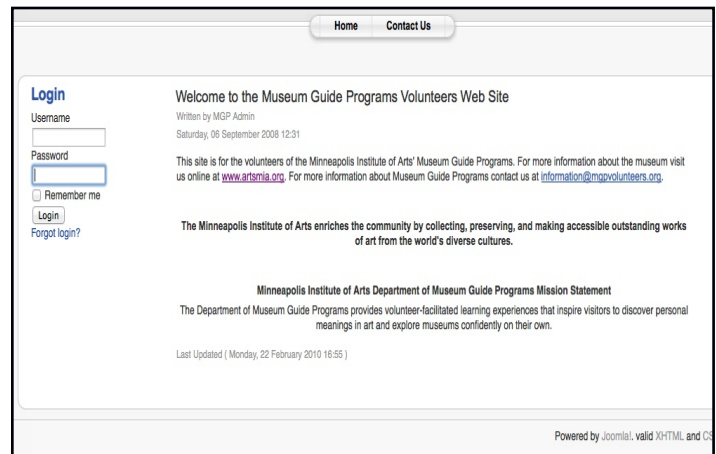 Home Contact Us
Login
Username
Password
Remember me
Login
Forgot login?
Welcome to the Museum Guide Programs Volunteers Web Site
Written by MGP Admin
Saturday, 06 September 2008 12:31
This site is for the volunteers of the Minneapolis Institute of Arts' Museum Guide Programs. For more information about the museum visit
us online at www.artsmia.org. For more information about Museum Guide Programs contact us at information@mgpvolunteers.org.
The Minneapolis Institute of Arts enriches the community by collecting, preserving, and making accessible outstanding works
of art from the world's diverse cultures.
Minneapolis Institute of Arts Department of Museum Guide Programs Mission Statement
The Department of Museum Guide Programs provides volunteer-facilitated learning experiences that inspire visitors to discover personal
meanings in art and explore museums confidently on their own.
Last Updated ( Monday, 22 February 2010 16:55 )
Powered by Joomla!. valid XHTML and CS